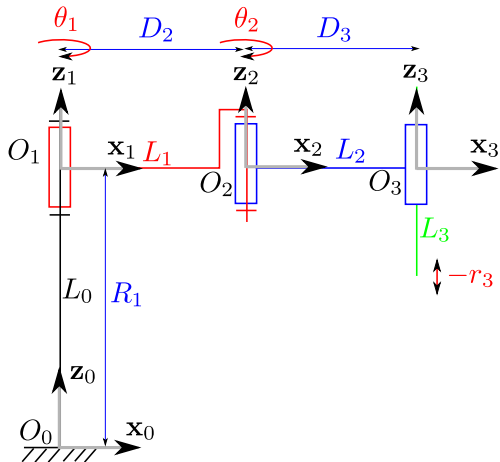 θ1 D2 θ2 D3
z1 z2 z3
O1 x1 L1 O2 x2 L2 O3 x3
L3
L0 R1 −r3
z0
O0 x0